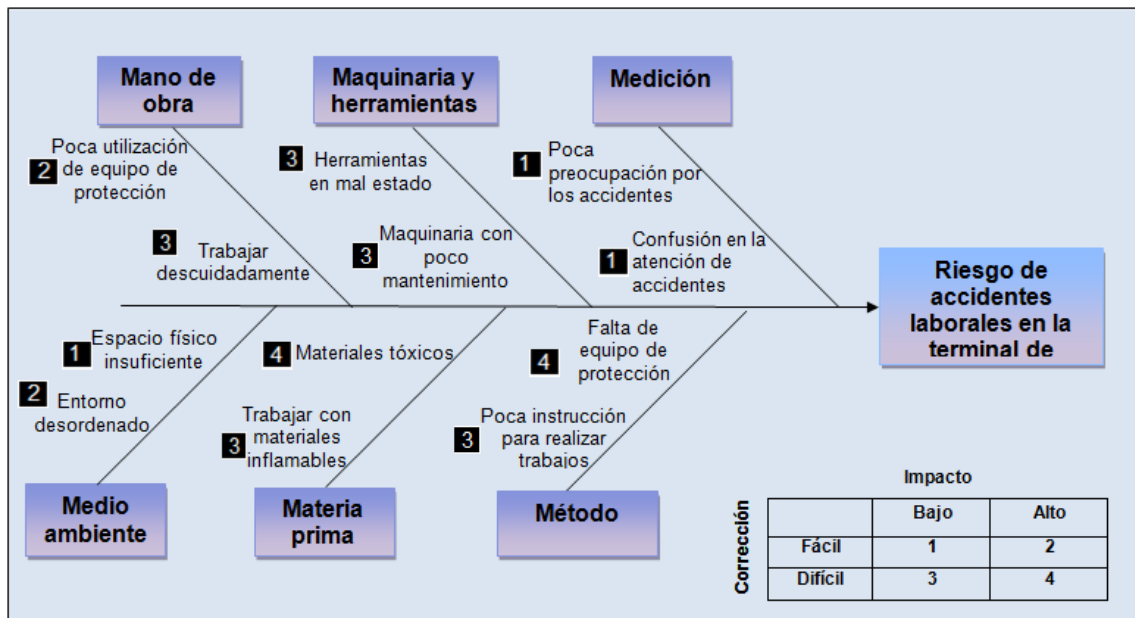 Mano de
obra
Maquinaria y
herramientas
Medición
Poca utilización
2 de equipo de
protección
3 Trabajar
descuidadamente
3 Herramientas
en mal estado
Maquinaria con
3 poco
mantenimiento
1 Poca
preocupación por
los accidentes
Confusión en la
1 atención de
accidentes
Riesgo de
accidentes
laborales en la
terminal de
1 Espacio físico
insuficiente
2 Entorno
desordenado
4 Materiales tóxicos
Trabajar con
3 materiales
inflamables
Falta de
4 equipo de
protección
Poca instrucción
3 para realizar
trabajos
Medio
ambiente
Materia
prima
Método
Impacto
Corrección
Bajo Alto
Fácil 1 2
Difícil 3 4